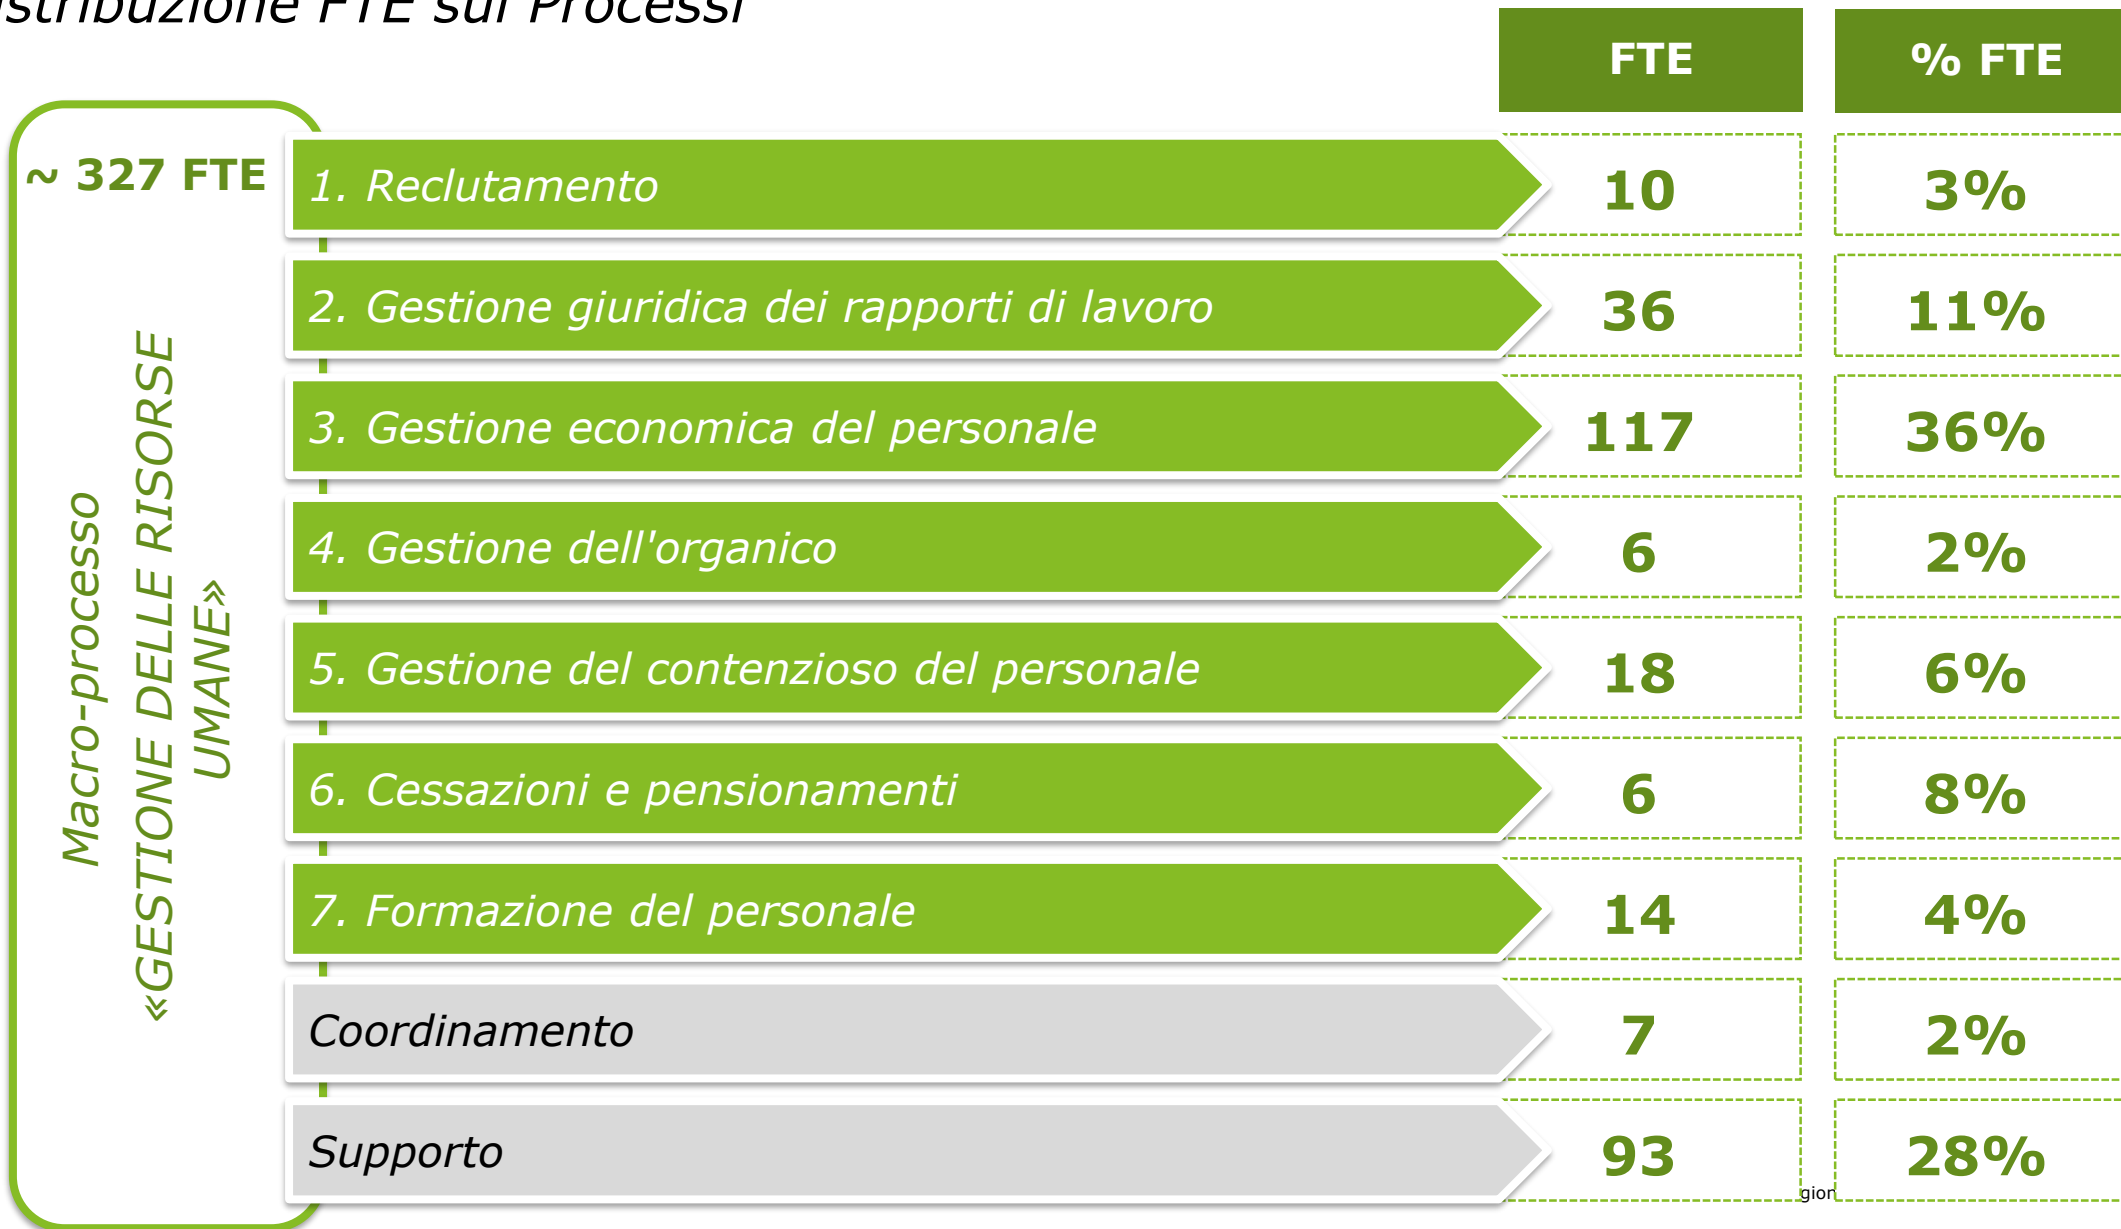 FTE sui Processi
FTE
% FTE
~ 327 FTE
Macro-processo
«GESTIONE DELLE RISORSE
UMANE»
1. Reclutamento
10
3%
2. Gestione giuridica dei rapporti di lavoro
36
11%
3. Gestione economica del personale
117
36%
4. Gestione dell'organico
6
2%
5. Gestione del contenzioso del personale
18
6%
6. Cessazioni e pensionamenti
6
8%
7. Formazione del personale
14
4%
Coordinamento
7
2%
Supporto
93
28%